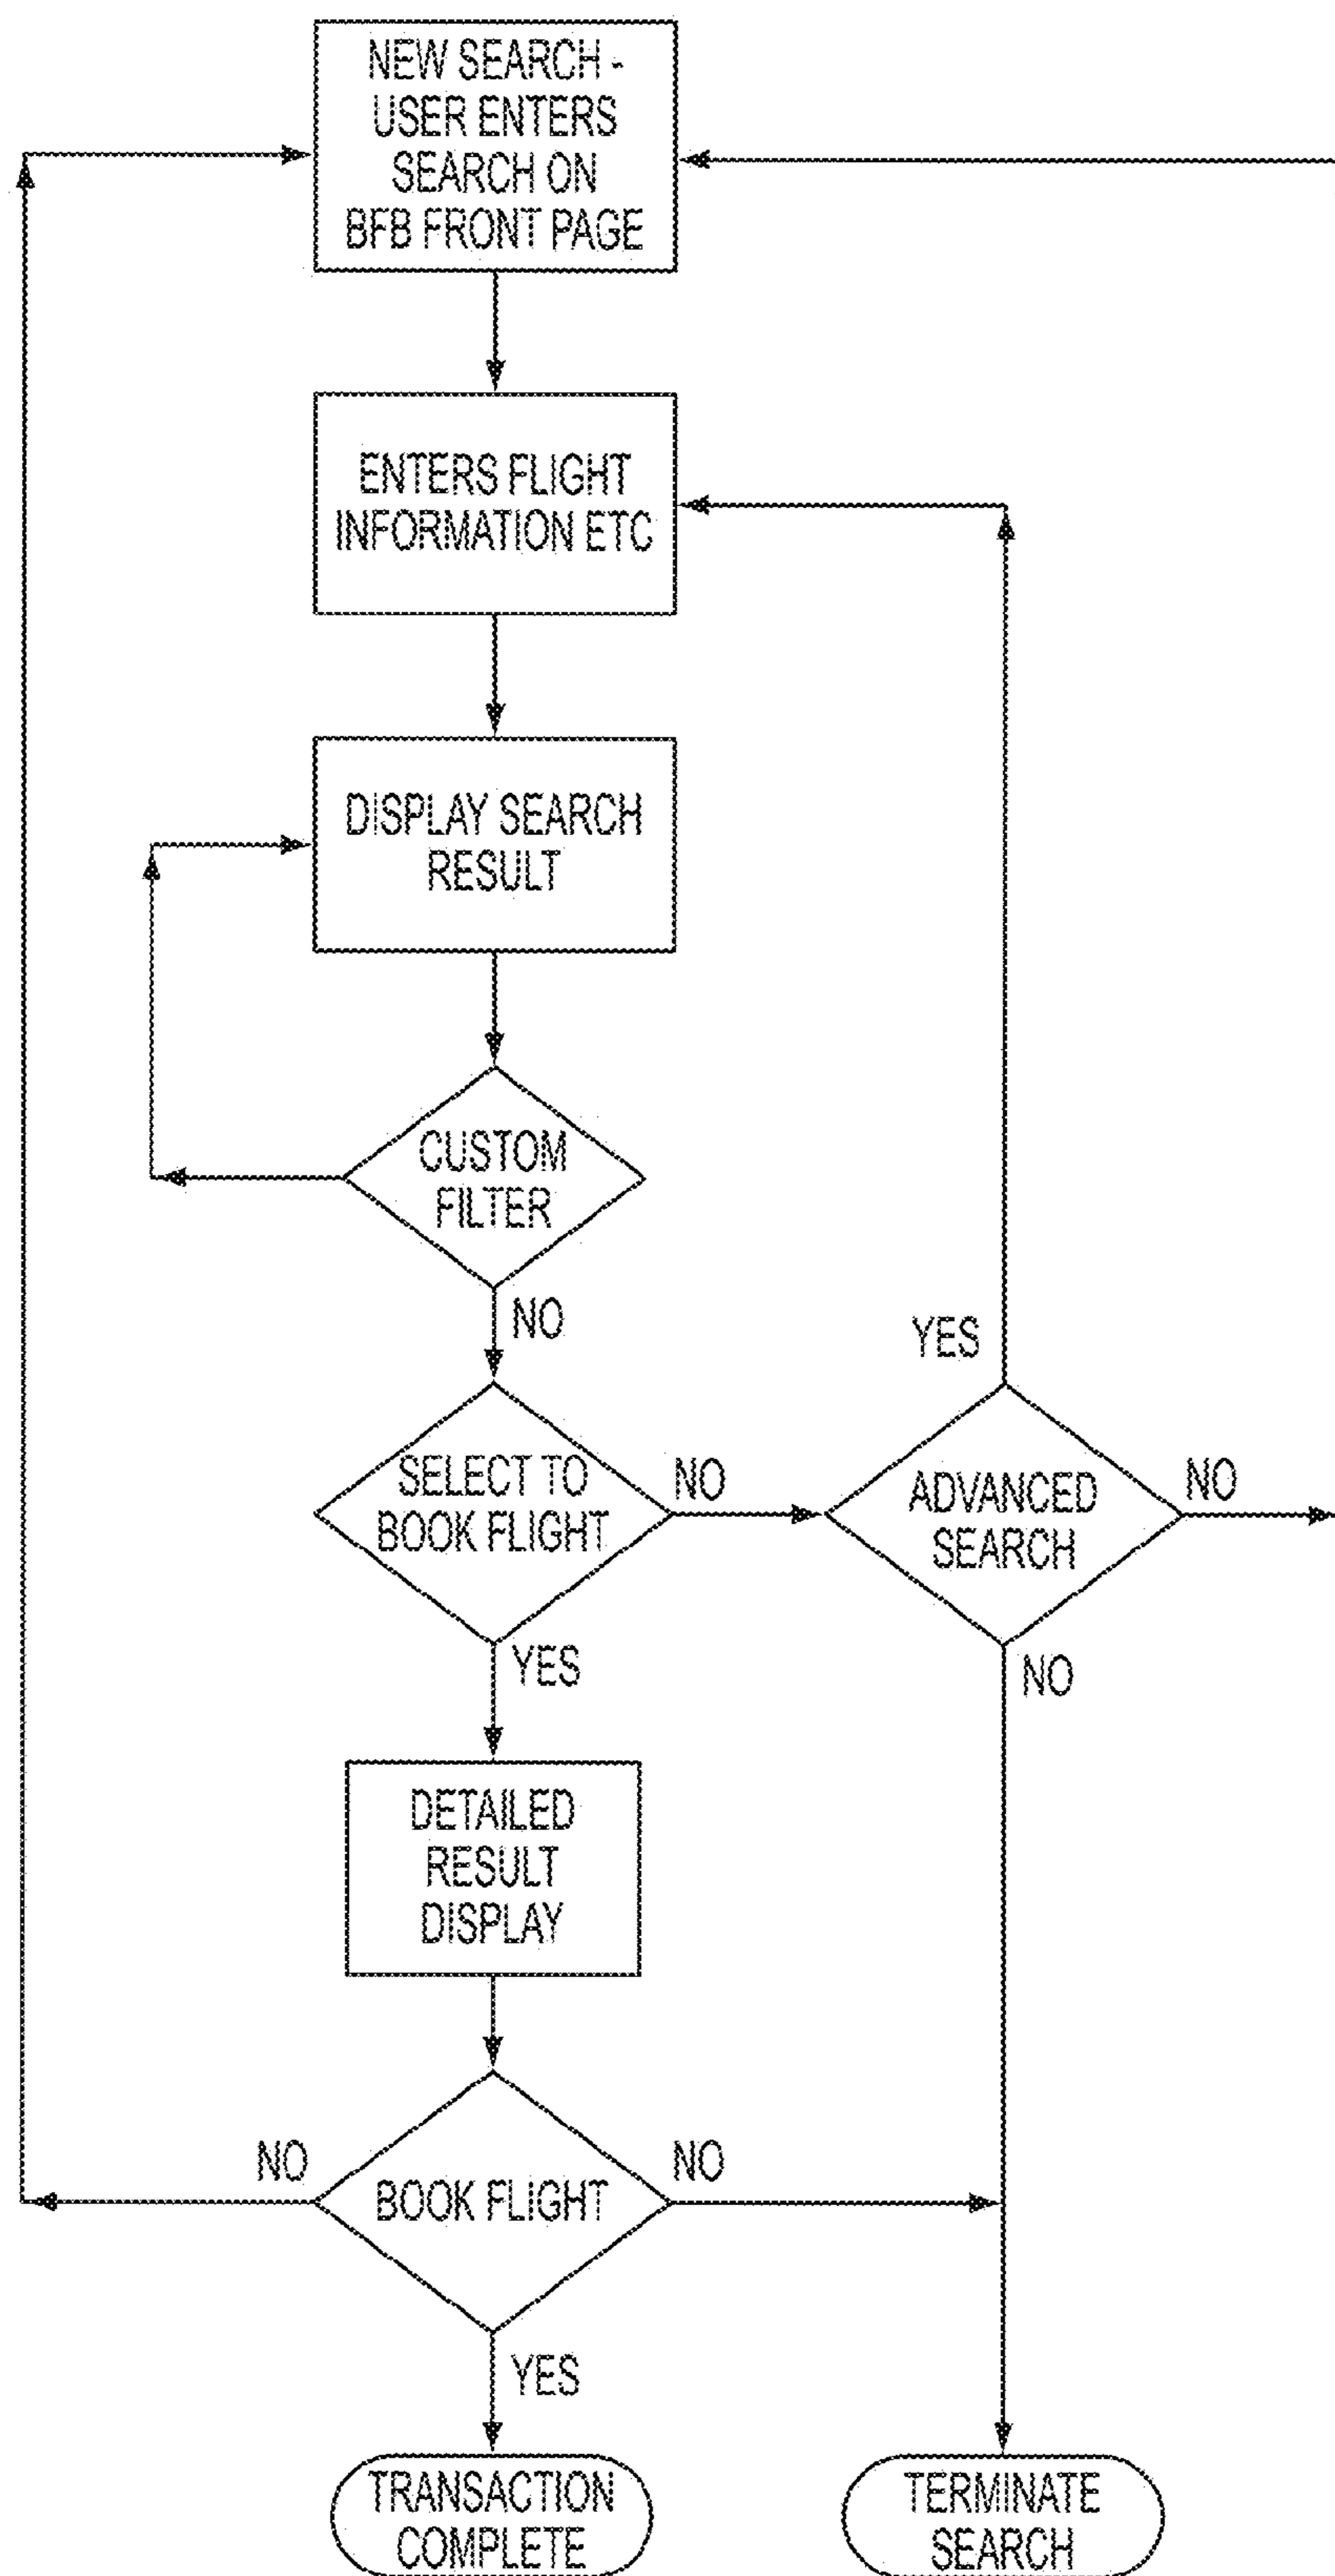 NEW SEARCH -
USER ENTERS
SEARCH ON
BFB FRONT PAGE
ENTERS FLIGHT
INFORMATION ETC
DISPLAY SEARCH
RESULT
CUSTOM
FILTER
NO
YES
SELECT TO
BOOK FLIGHT
NO
ADVANCED
SEARCH
NO
YES
NO
DETAILED
RESULT
DISPLAY
NO
BOOK FLIGHT
NO
YES
TRANSACTION
COMPLETE
TERMINATE
SEARCH